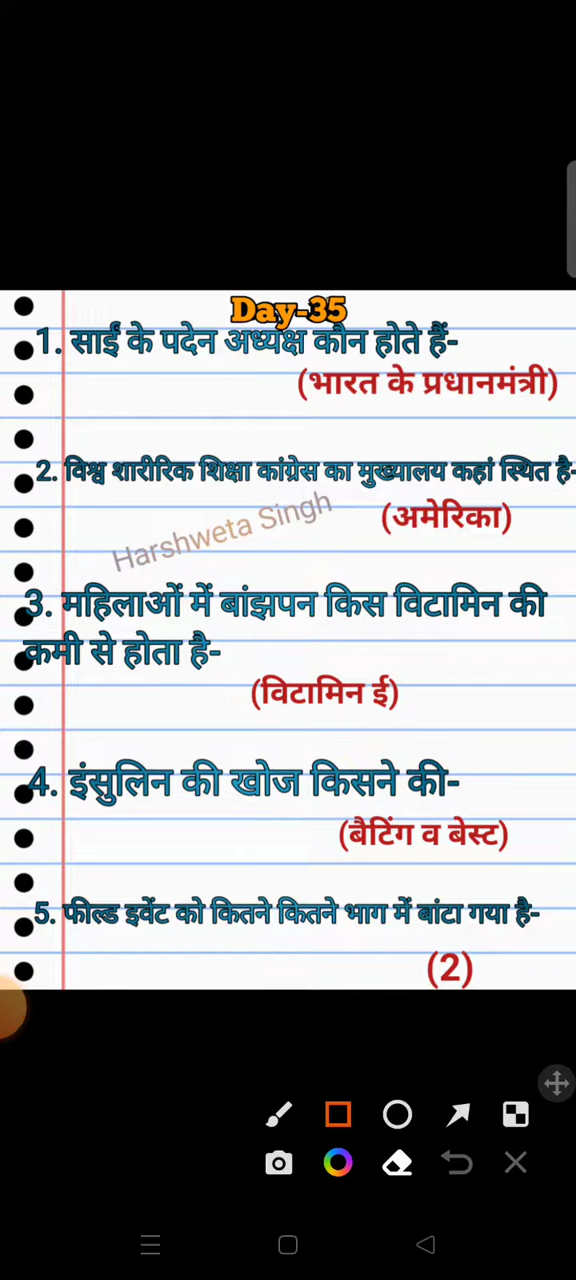 Day-35
1. साईं के पदेन अध्यक्ष कौन होते हैं-
(भारत के प्रधानमंत्री)
2. विश्व शारीरिक शिक्षा कांग्रेस का मुख्यालय कहां स्थित है-
(अमेरिका)
Harshweta Singh
3. महिलाओं में बांझपन किस विटामिन की
कमी से होता है-
(विटामिन ई)
4. इंसुलिन की खोज किसने की-
(बैटिंग व बेस्ट)
5. फील्ड इवेंट को कितने कितने भाग में बांटा गया है-
(2)